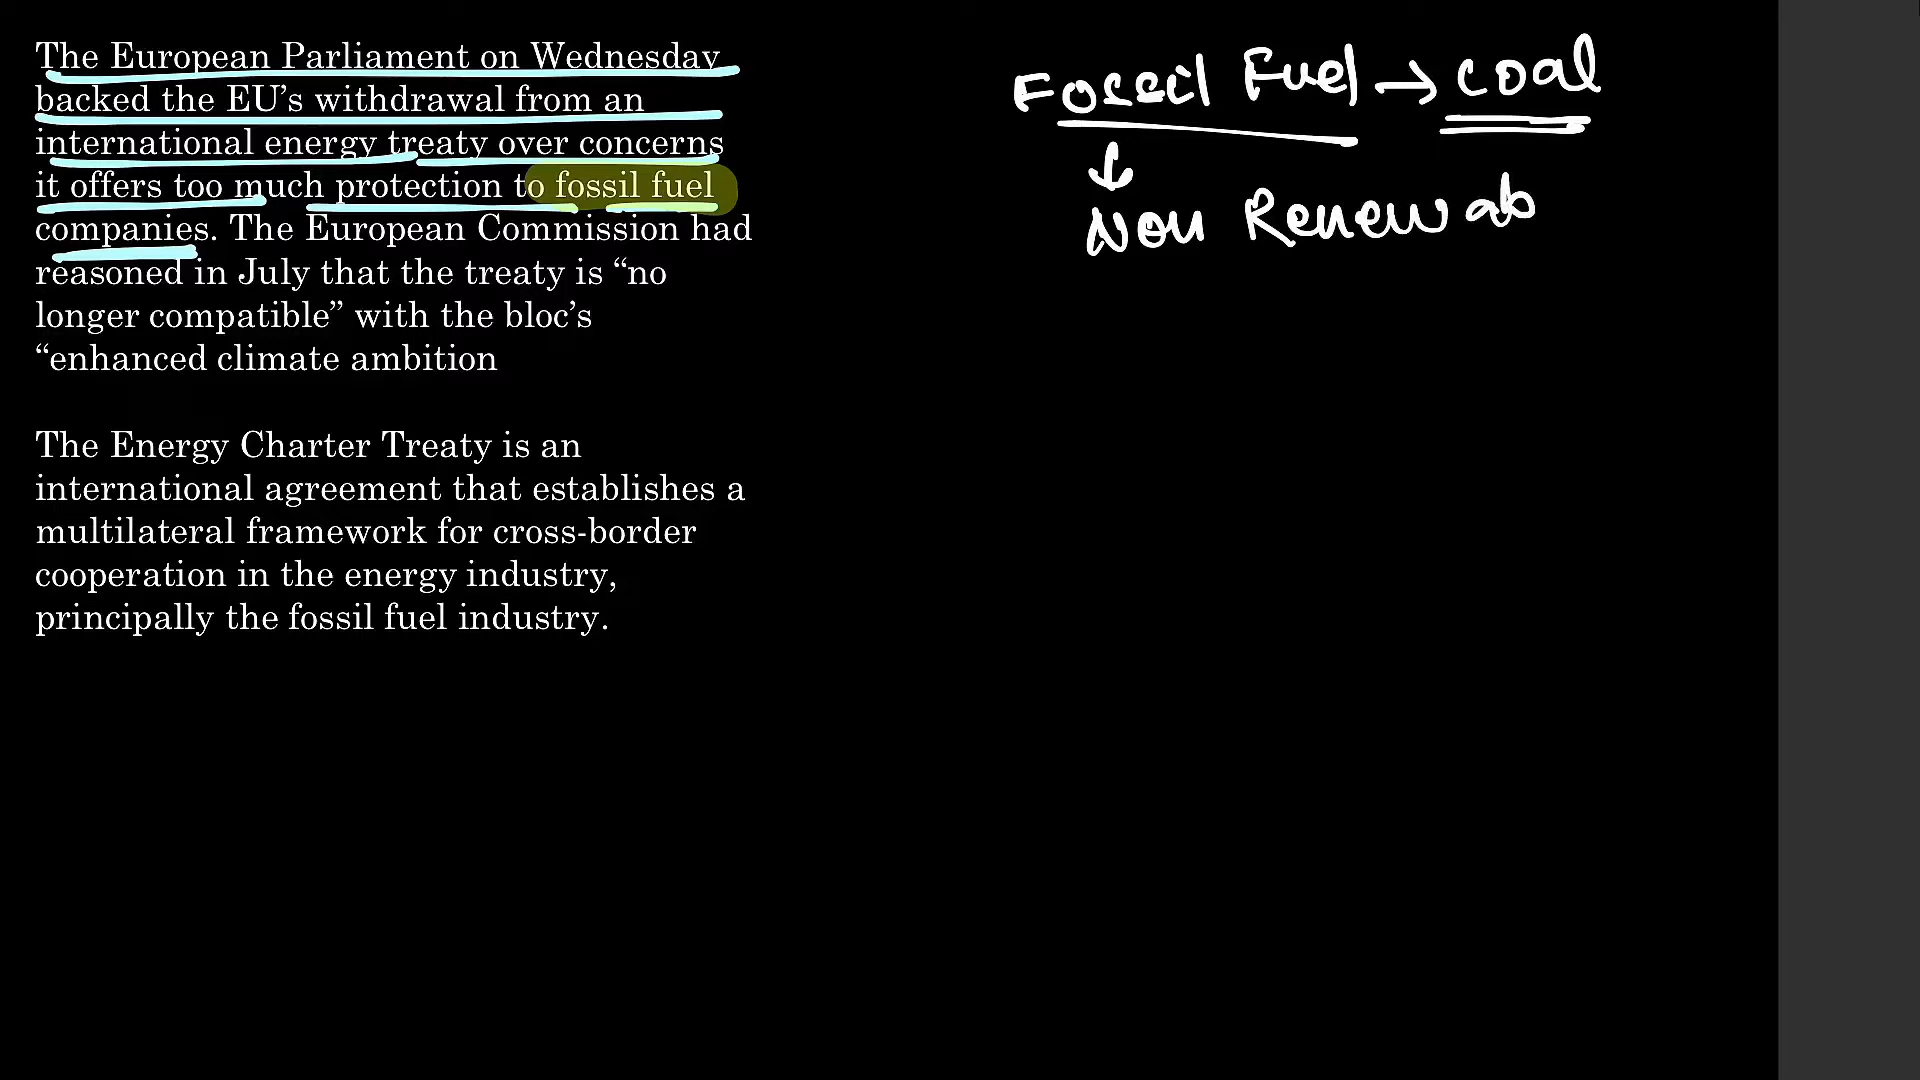 The European Parliament on Wednesday
backed the EU’s withdrawal from an
international energy treaty over concerns
it offers too much protection to fossil fuel
companies. The European Commission had
reasoned in July that the treaty is “no
longer compatible” with the bloc’s
“enhanced climate ambition
The Energy Charter Treaty is an
international agreement that establishes a
multilateral framework for cross-border
cooperation in the energy industry,
principally the fossil fuel industry.
Fossil Fuel → coal
↓
Non Renewab